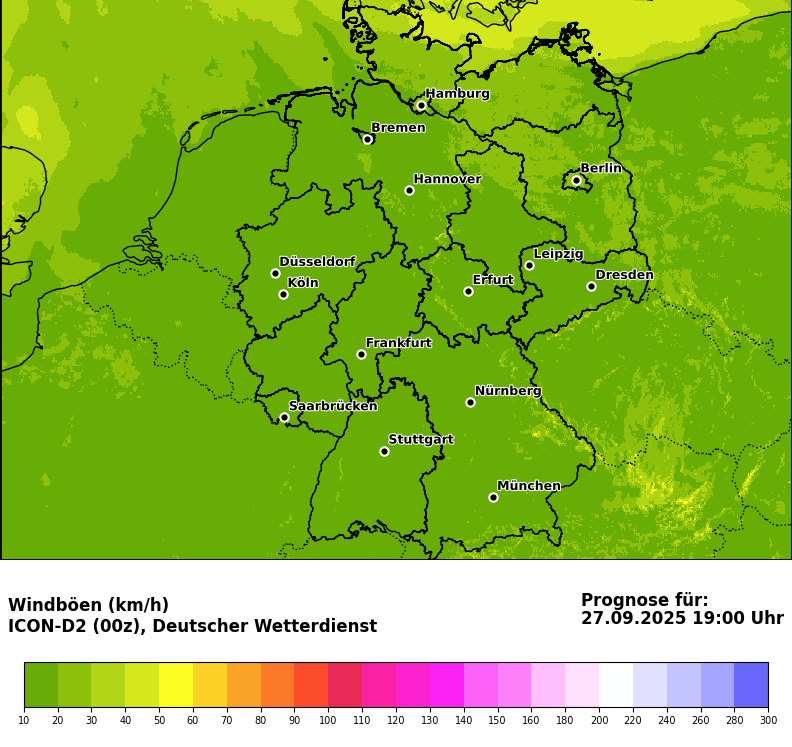 Hamburg
Bremen
Berlin
Hannover
Leipzig
Düsseldorf
Dresden
Köln
Erfurt
Frankfurt
Nürnberg
Saarbrücken
Stuttgart
München
Windböen (km/h)
ICON-D2 (00z), Deutscher Wetterdienst
Prognose für:
27.09.2025 19:00 Uhr
10 20 30 40 50 60 70 80 90 100 110 120 130 140 150 160 180 200 220 240 260 280 300